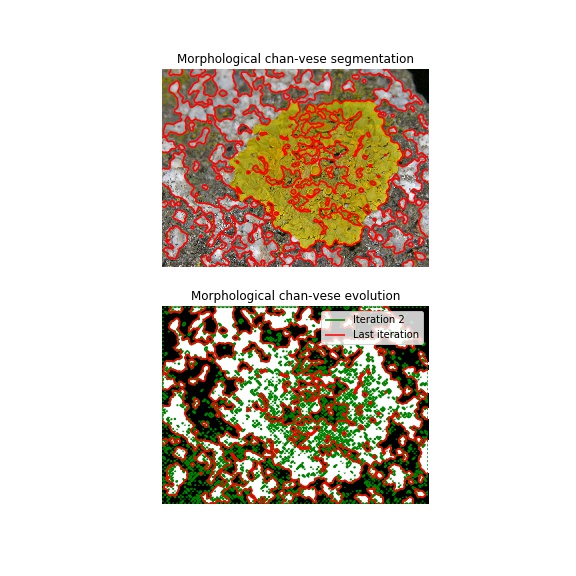 Morphological chan-vese segmentation
Morphological chan-vese evolution
Iteration 2
Last iteration